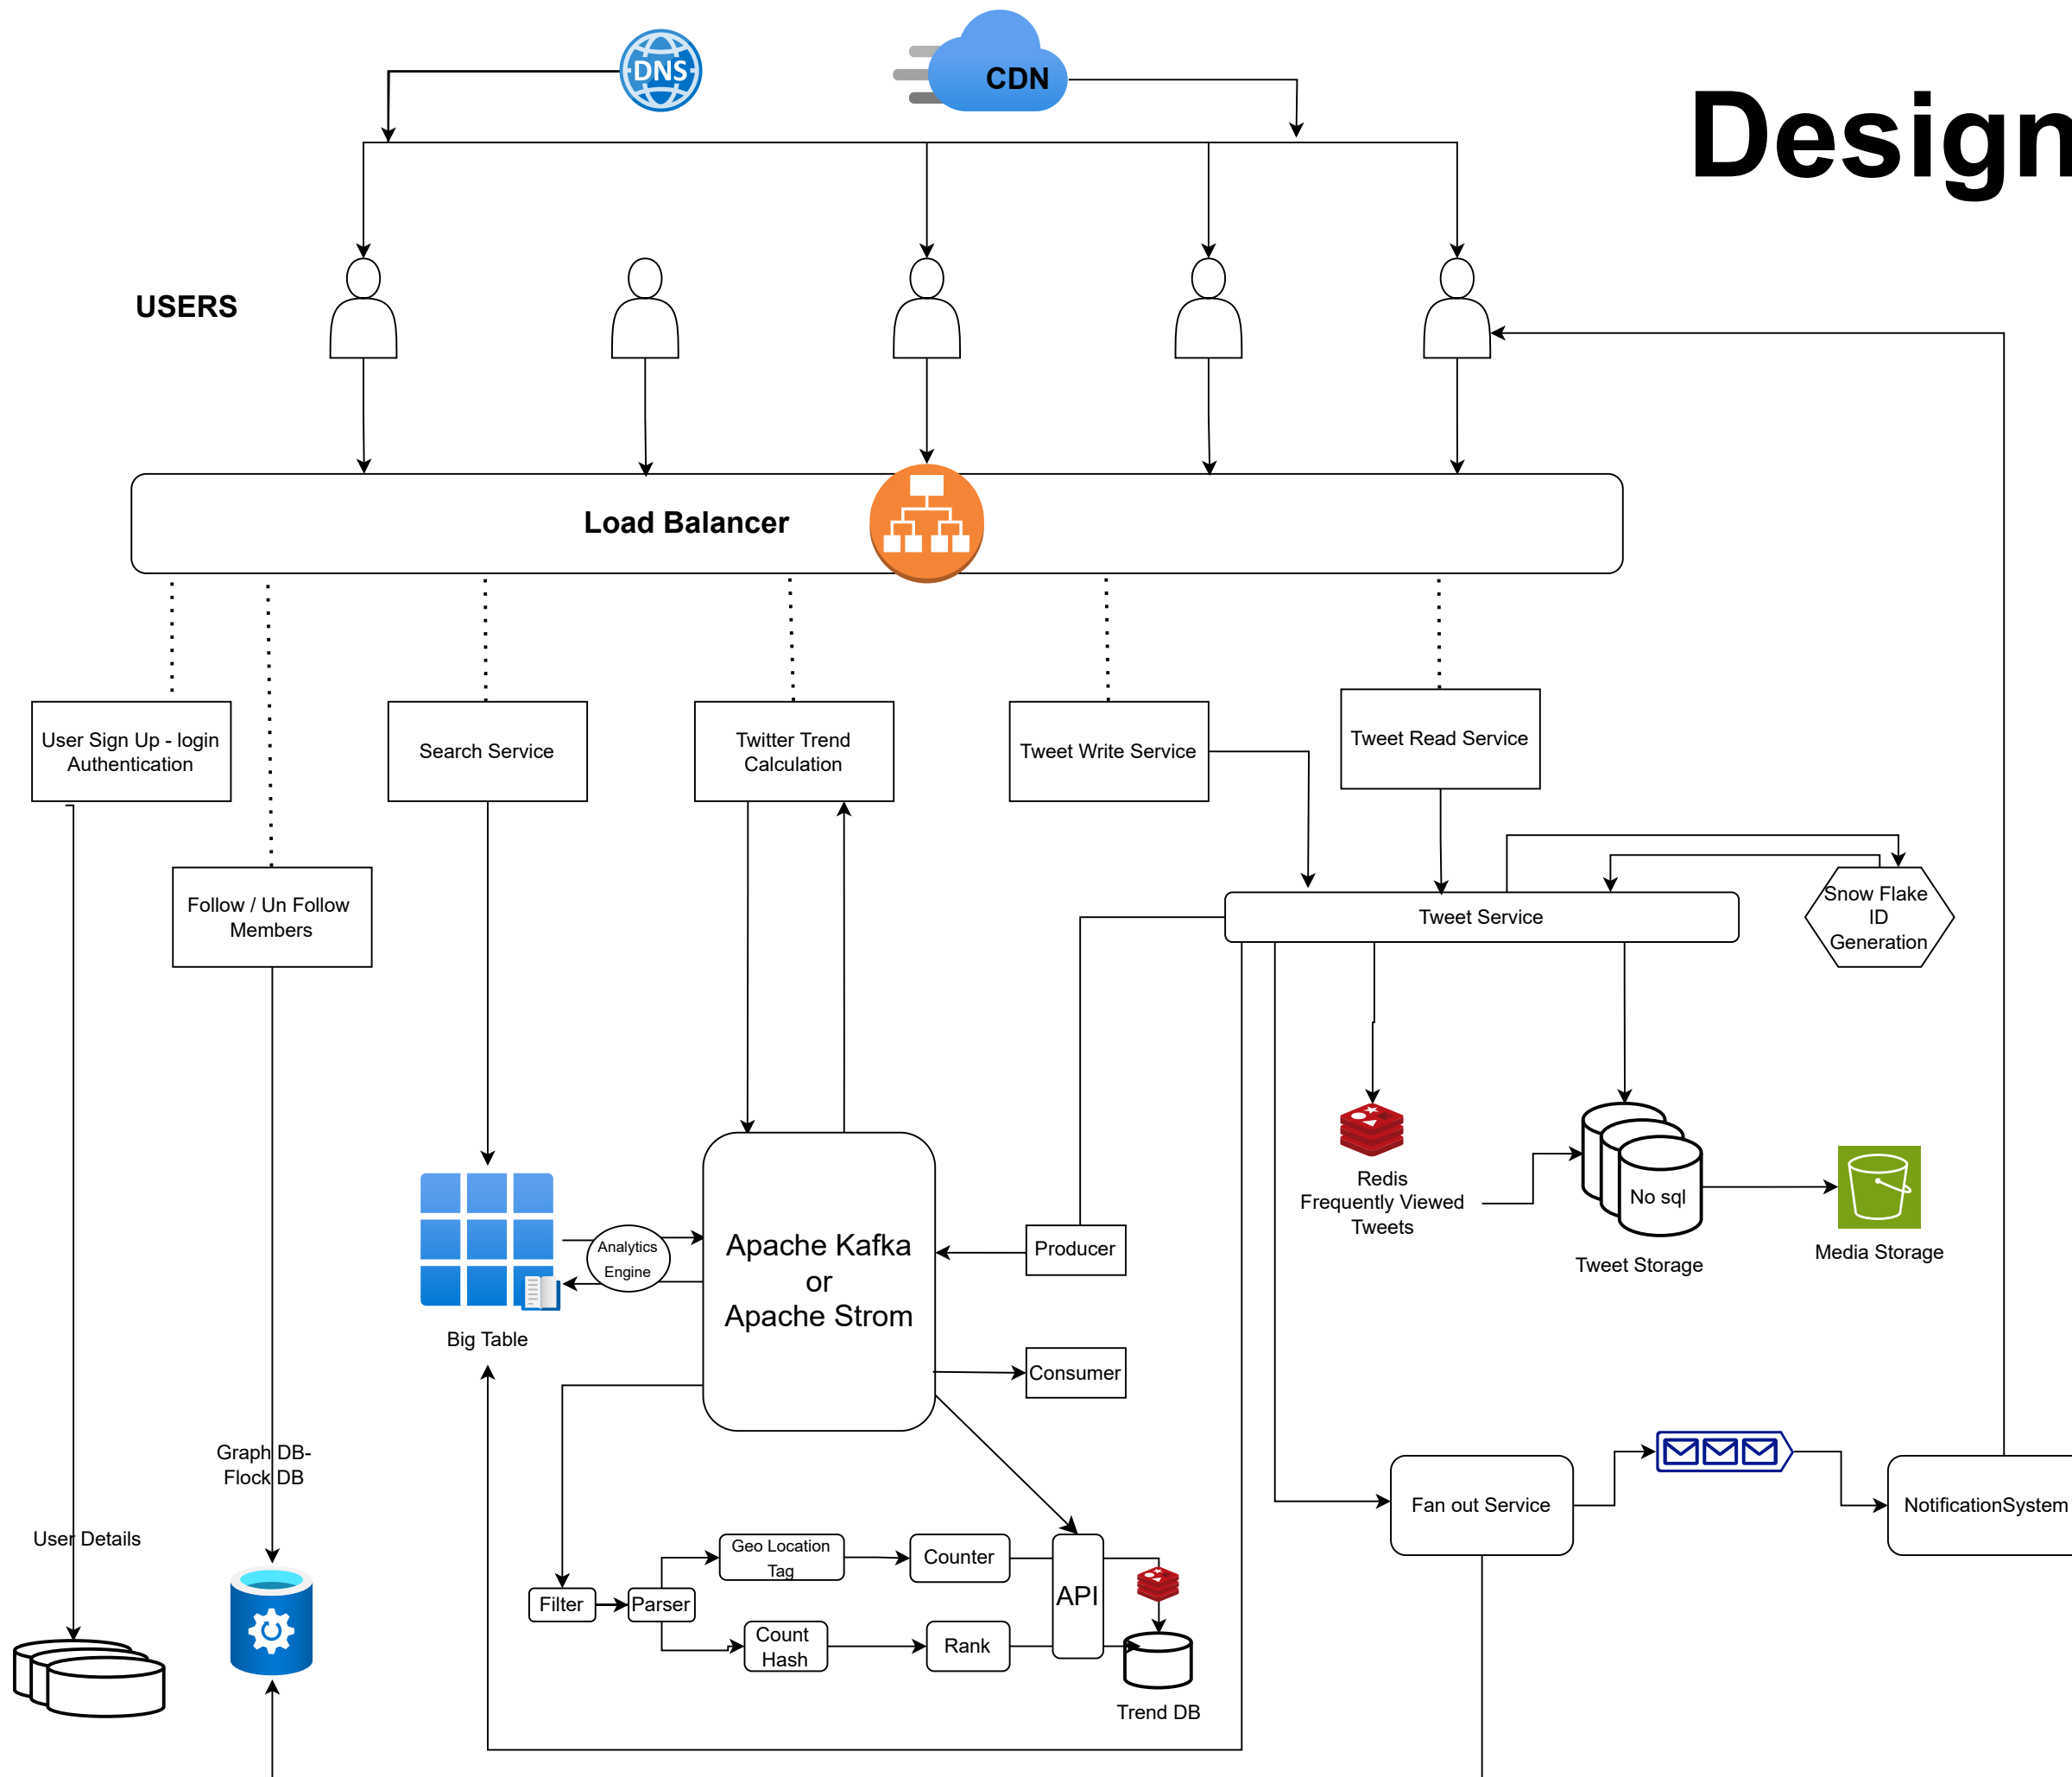 DNS
CDN
Design
USERS
Load Balancer
User Sign Up - login
Authentication
Search Service
Twitter Trend
Calculation
Tweet Write Service
Tweet Read Service
Follow / Un Follow
Members
Tweet Service
Snow Flake
ID
Generation
Redis
Frequently Viewed
Tweets
No sql
Tweet Storage
Media Storage
Analytics
Engine
Big Table
Apache Kafka
or
Apache Strom
Producer
Consumer
Graph DB-
Flock DB
User Details
Fan out Service
NotificationSystem
Filter
Parser
Geo Location
Tag
Counter
Count
Hash
Rank
API
Trend DB